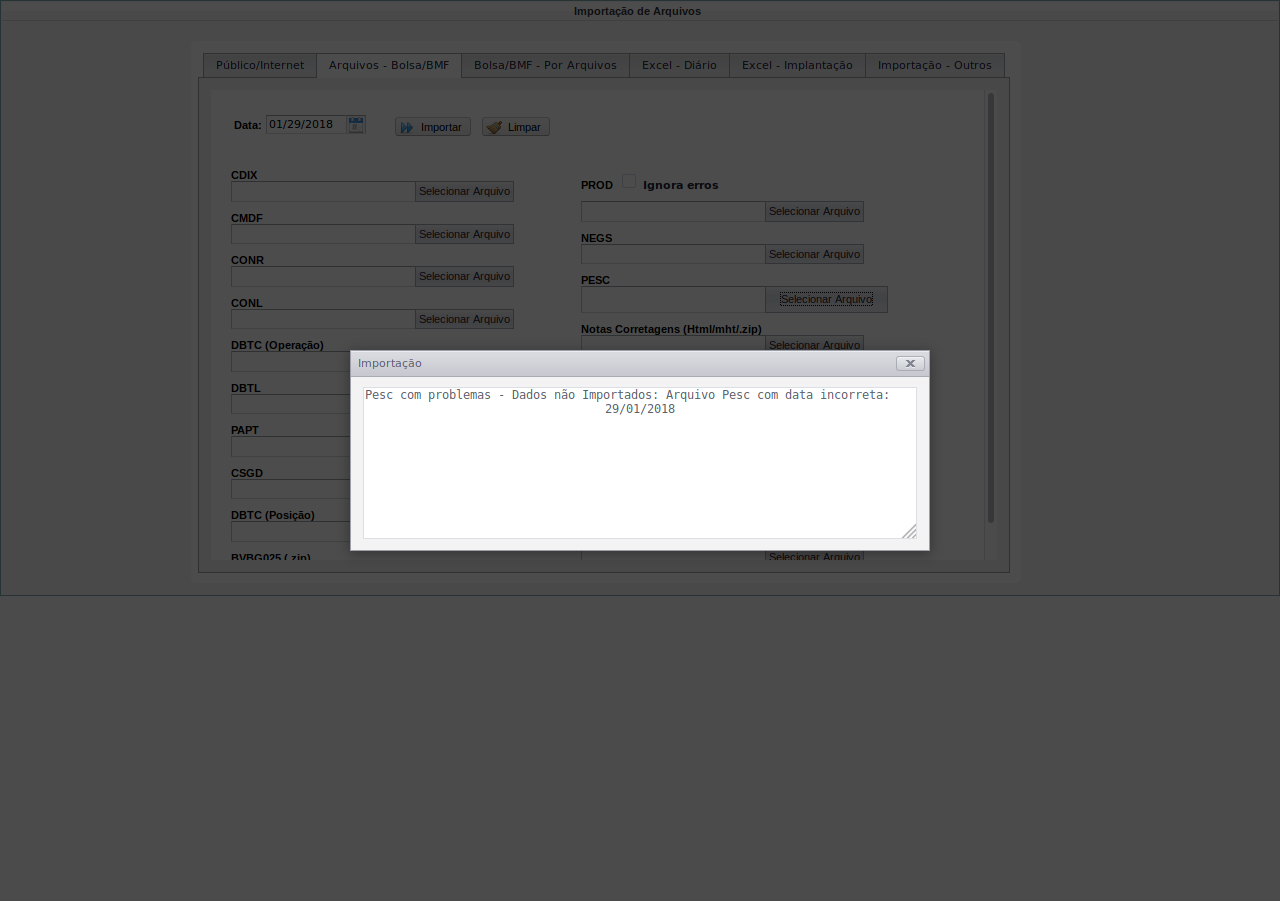 Importação de Arquivos
Público/Internet Arquivos - Bolsa/BMF Bolsa/BMF - Por Arquivos Excel - Diário Excel - Implantação Importação - Outros
Data: 01/29/2018 Importar Limpar
CDIX
Selecionar Arquivo
PROD Ignora erros
Selecionar Arquivo
CMDF
Selecionar Arquivo
NEGS
Selecionar Arquivo
CONR
Selecionar Arquivo
PESC
Selecionar Arquivo
CONL
Selecionar Arquivo
Notas Corretagens (Html/mht/.zip)
Selecionar Arquivo
DBTC (Operação)
Importação
DBTL
Pesc com problemas - Dados não Importados: Arquivo Pesc com data incorreta:
29/01/2018
PAPT
CSGD
DBTC (Posição)
BVBG025 (.zip)
Selecionar Arquivo